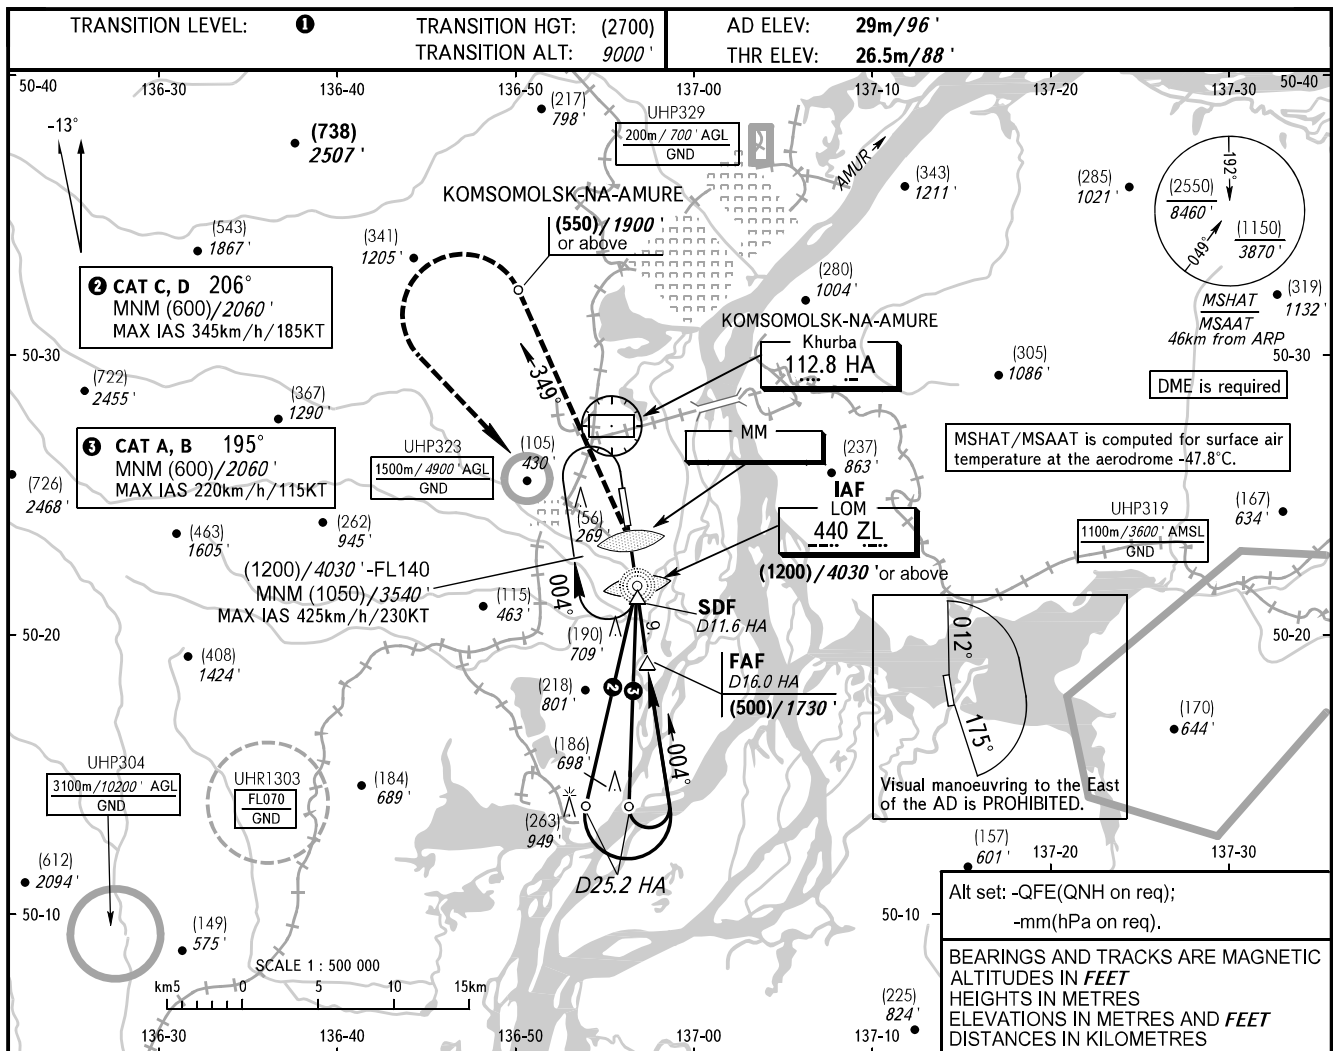 TRANSITION LEVEL: ❶
TRANSITION HGT: (2700)
TRANSITION ALT: 9000 '
AD ELEV: 29m/96 '
THR ELEV: 26.5m/88 '
50-40
136-40
136-50
137-00
137-10
137-20
137-30
50-40
-13°
(738)
2507 '
(217)
798 '
UHP329
200m/700 ' AGL
GND
AMUR
(343)
1211 '
(285)
1021 '
192°
(2550)
8460 '
(1150)
3870 '
049°
MSHAT
MSAAT
46km from ARP
(319)
1132 '
KOMSOMOLSK-NA-AMURE
(550)/1900 '
or above
(543)
1867 '
(341)
1205 '
❷ CAT C, D 206°
MNM (600)/2060 '
MAX IAS 345km/h/185KT
(280)
1004 '
KOMSOMOLSK-NA-AMURE
Khurba
112.8 HA
50-30
50-30
(305)
1086 '
DME is required
349°
(722)
2455 '
(367)
1290 '
❸ CAT A, B 195°
MNM (600)/2060 '
MAX IAS 220km/h/115KT
UHP323
1500m/4900 ' AGL
GND
(105)
430 '
MM
(237)
863 '
MSHAT/MSAAT is computed for surface air
temperature at the aerodrome -47.8°C.
(726)
2468 '
IAF
LOM
440 ZL
(1200)/4030 ' or above
UHP319
1100m/3600 ' AMSL
GND
(167)
634 '
(463)
1605 '
(262)
945 '
(56)
269 '
(1200)/4030 '-FL140
MNM (1050)/3540 '
MAX IAS 425km/h/230KT
004°
(115)
463 '
SDF
D11.6 HA
9.
50-20
50-20
(190)
709 '
FAF
D16.0 HA
(500)/1730 '
012°
175°
Visual manoeuvring to the East
of the AD is PROHIBITED.
(408)
1424 '
(218)
801 '
❷
❸
004°
(170)
644 '
(186)
698 '
UHP304
3100m/10200 ' AGL
GND
UHR1303
FL070
GND
(184)
689 '
(263)
949 '
D25.2 HA
(157)
601 '
137-20
137-30
(612)
2094 '
50-10
50-10
Alt set: -QFE(QNH on req);
-mm(hPa on req).
(149)
575 '
SCALE 1 : 500 000
km5 0 5 10 15km
BEARINGS AND TRACKS ARE MAGNETIC
ALTITUDES IN FEET
HEIGHTS IN METRES
ELEVATIONS IN METRES AND FEET
DISTANCES IN KILOMETRES
(225)
824 '
136-30
136-40
136-50
137-00
137-10